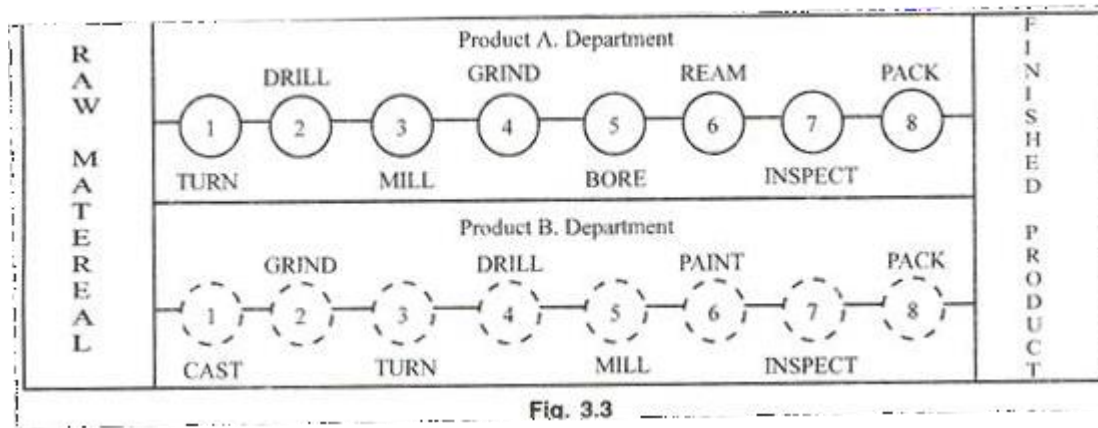 RAW MATEREAL
Product A. Department
DRILL GRIND REAM PACK
1 2 3 4 5 6 7 8
TURN MILL BORE INSPECT
Product B. Department
GRIND DRILL PAINT PACK
1 2 3 4 5 6 7 8
CAST TURN MILL INSPECT
FINISHED PRODUCT
Fig. 3.3